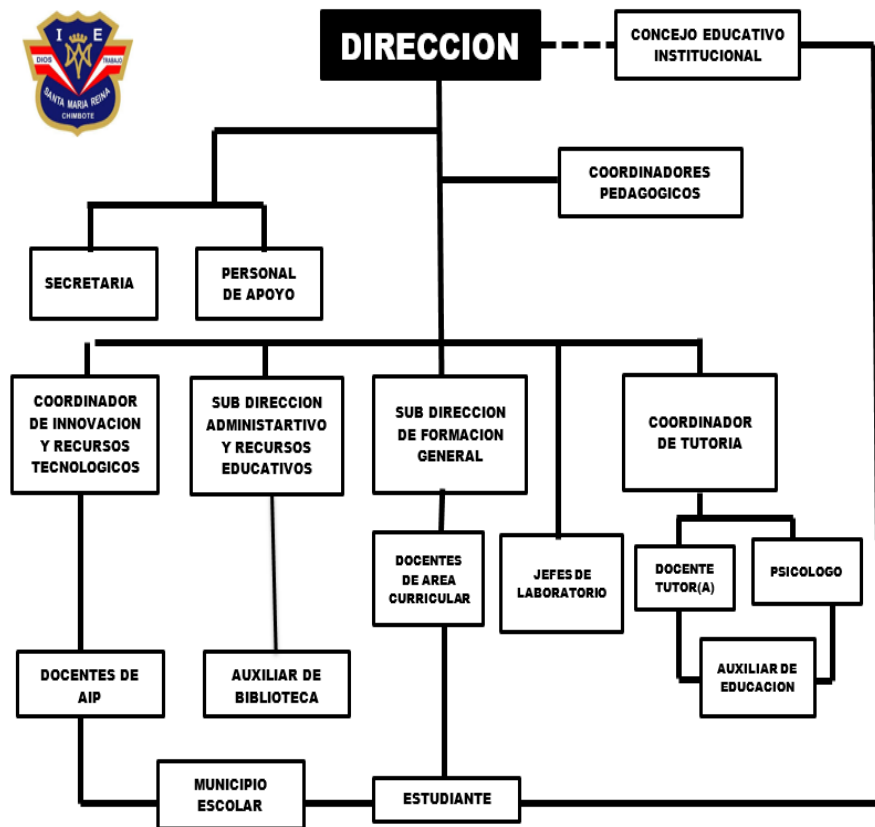 I E
DIOS
TRABAJO
SANTA MARIA REINA
CHIMBOTE
DIRECCION
CONCEJO EDUCATIVO
INSTITUCIONAL
COORDINADORES
PEDAGOGICOS
SECRETARIA
PERSONAL
DE APOYO
COORDINADOR
DE INNOVACION
Y RECURSOS
TECNOLOGICOS
SUB DIRECCION
ADMINISTARTIVO
Y RECURSOS
EDUCATIVOS
SUB DIRECCION
DE FORMACION
GENERAL
COORDINADOR
DE TUTORIA
DOCENTES
DE AREA
CURRICULAR
JEFES DE
LABORATORIO
DOCENTE
TUTOR(A)
PSICOLOGO
DOCENTES DE
AIP
AUXILIAR DE
BIBLIOTECA
AUXILIAR DE
EDUCACION
MUNICIPIO
ESCOLAR
ESTUDIANTE